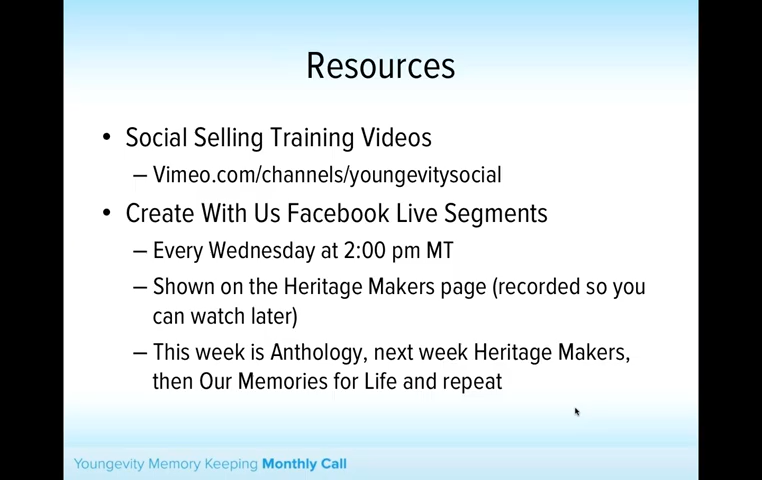 Resources
• Social Selling Training Videos
– Vimeo.com/channels/youngevitysocial
• Create With Us Facebook Live Segments
– Every Wednesday at 2:00 pm MT
– Shown on the Heritage Makers page (recorded so you
can watch later)
– This week is Anthology, next week Heritage Makers,
then Our Memories for Life and repeat
Youngevity Memory Keeping Monthly Call